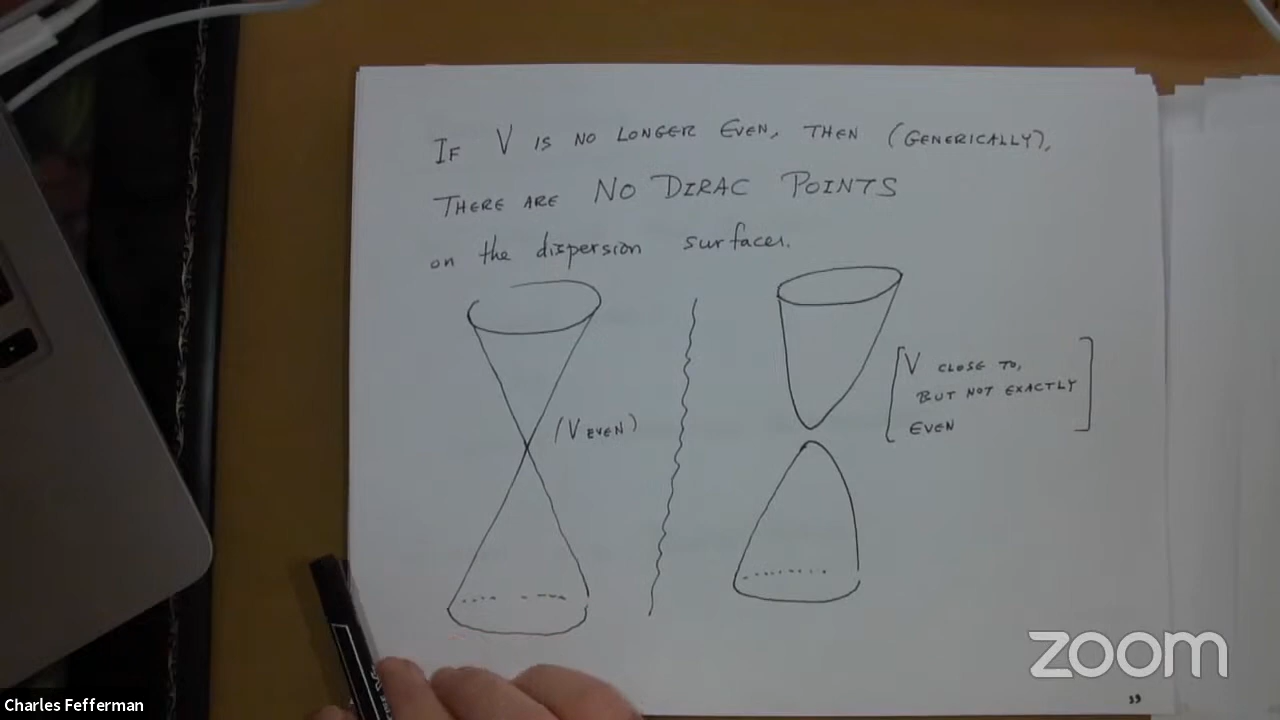 IF V IS NO LONGER EVEN, THEN (GENERICALLY),
THERE ARE NO DIRAC POINTS
on the dispersion surfaces.
(V EVEN)
[V CLOSE TO,
BUT NOT EXACTLY
EVEN]
zoom
33
Charles Fefferman